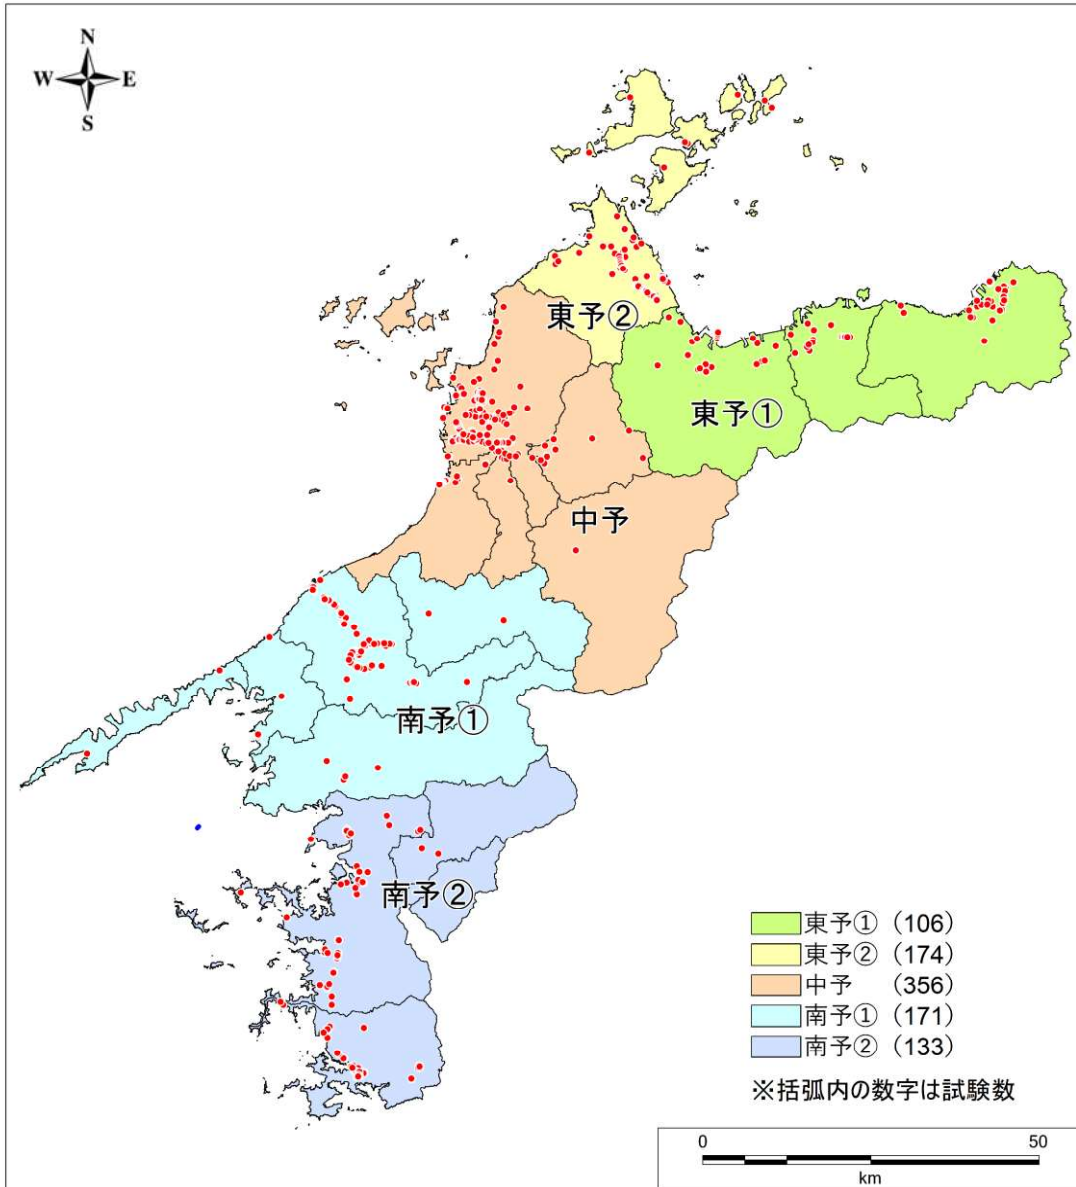 N
W E
S
東予②
東予①
中予
南予①
南予②
東予①（106）
東予②（174）
中予　（356）
南予①（171）
南予②（133）
※括弧内の数字は試験数
0 50
km